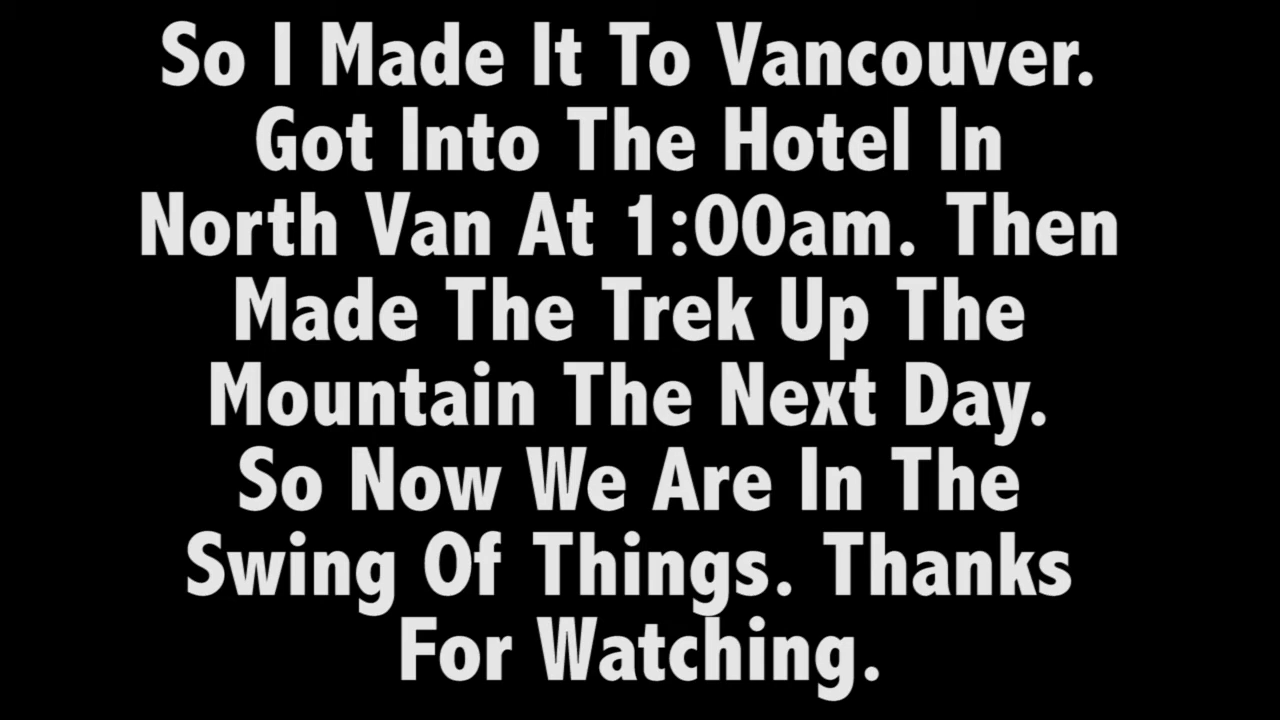 So I Made It To Vancouver.
Got Into The Hotel In
North Van At 1:00am. Then
Made The Trek Up The
Mountain The Next Day.
So Now We Are In The
Swing Of Things. Thanks
For Watching.